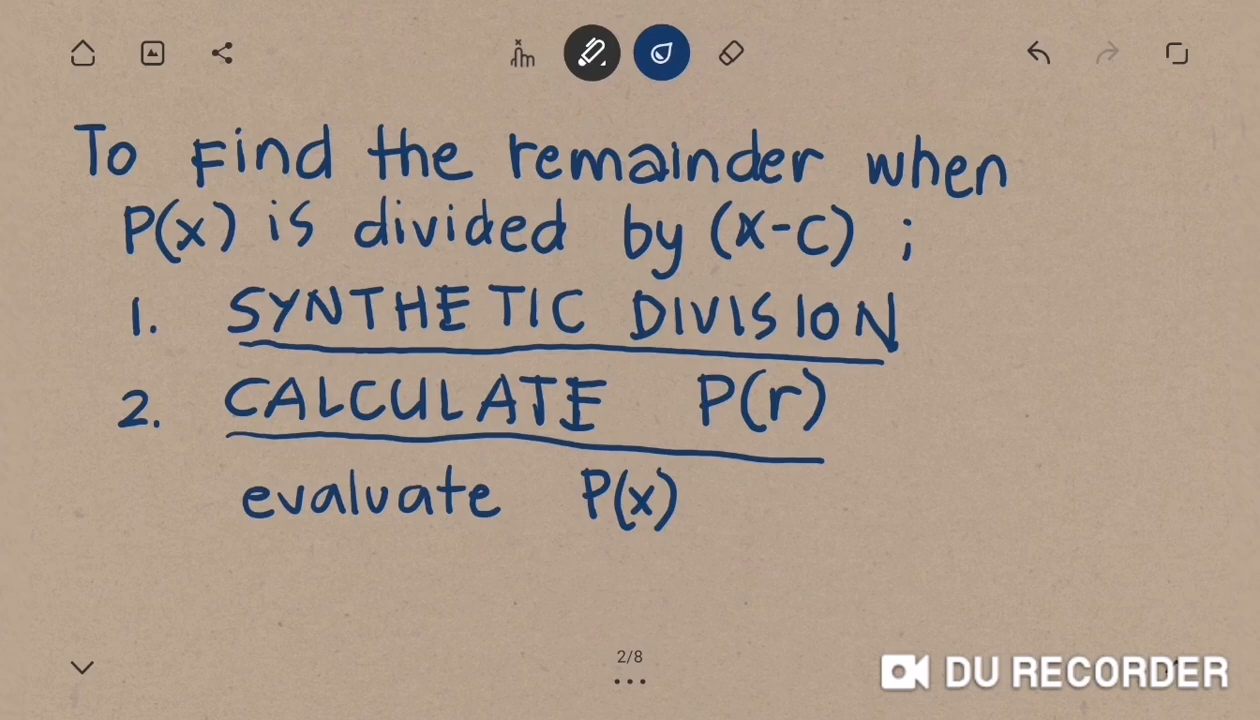 To Find the remainder when
P(x) is divided by (x-c) ;
1. SYNTHETIC DIVISION
2. CALCULATE P(r)
evaluate P(x)
2/8
DU RECORDER